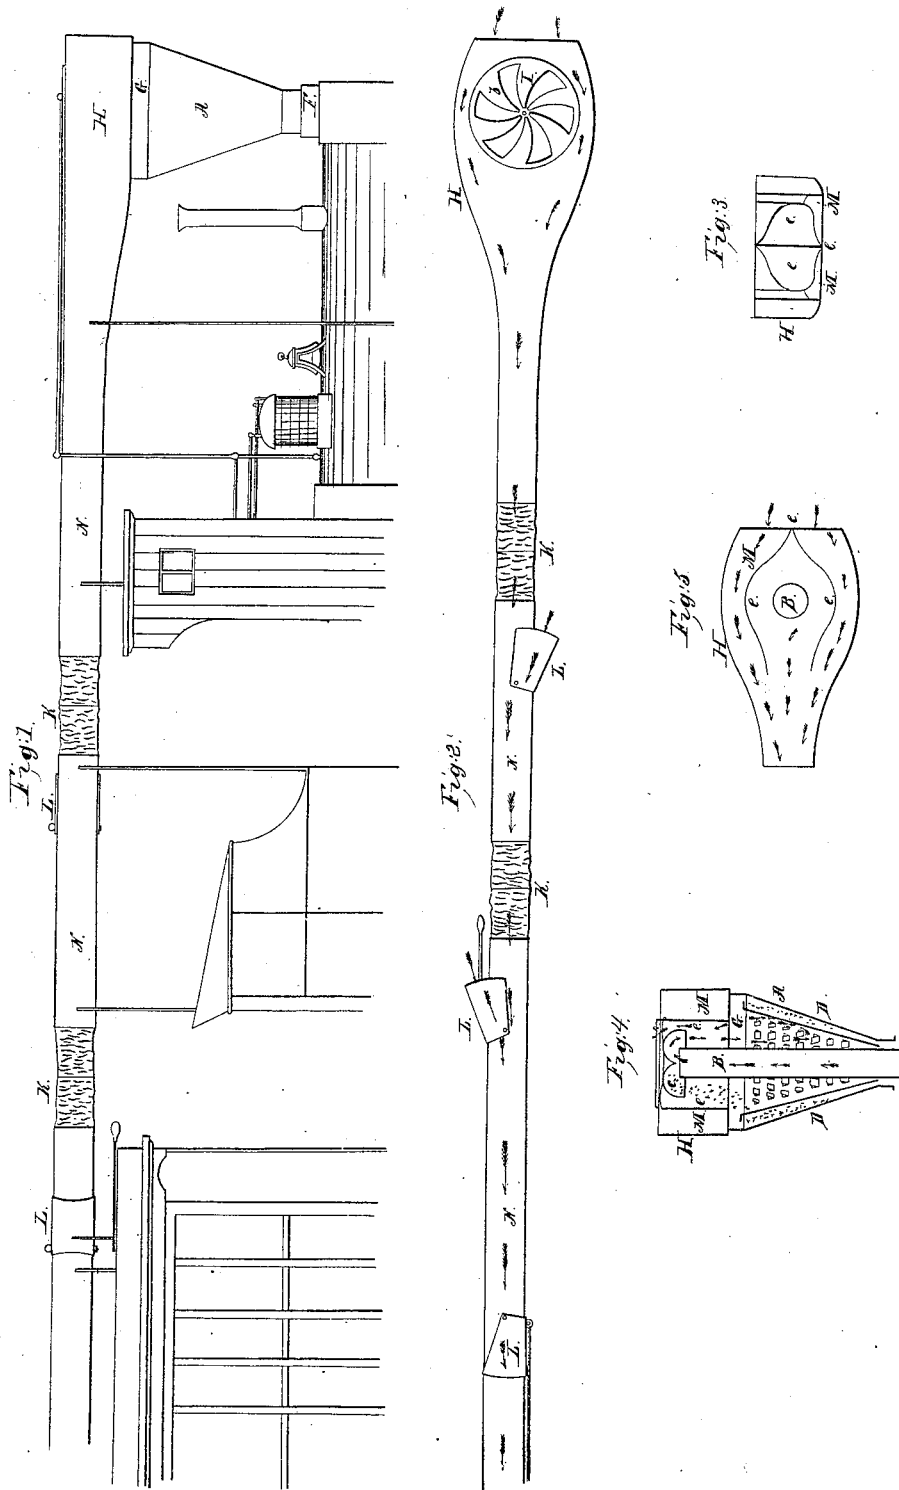 Fig:1.
H
G.
A
F.
N.
K
L.
N.
K.
L.
Fig:2.
H
I.
K.
L.
N.
K.
L.
N.
L.
Fig:3.
H
e.
e.
M
M
e.
Fig:5
H
M
e.
e.
e.
B.
Fig:4.
H
M
M
e.
e.
e.
G.
B.
A
D.
D